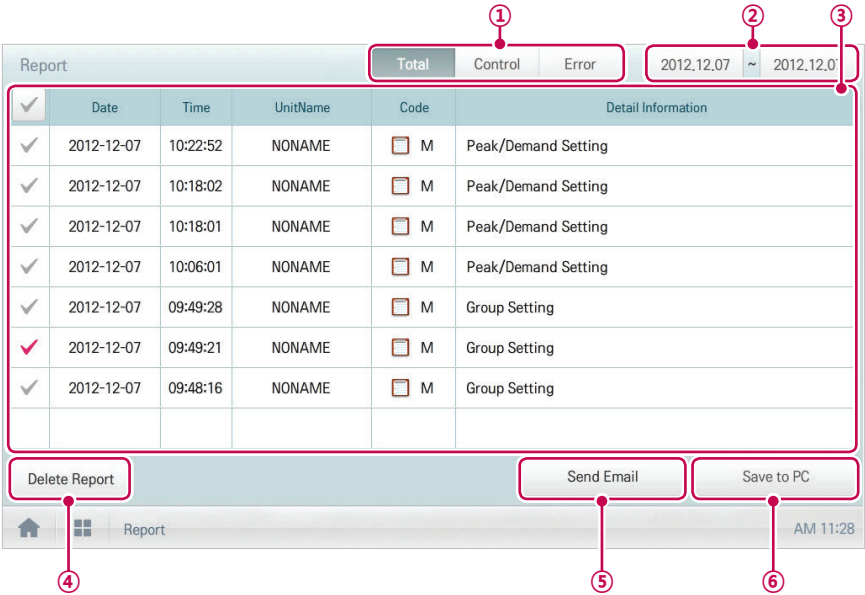 ① ② ③
Report Total Control Error 2012.12.07 ~ 2012.12.07
Date Time UnitName Code Detail Information
2012-12-07 10:22:52 NONAME M Peak/Demand Setting
2012-12-07 10:18:02 NONAME M Peak/Demand Setting
2012-12-07 10:18:01 NONAME M Peak/Demand Setting
2012-12-07 10:06:01 NONAME M Peak/Demand Setting
2012-12-07 09:49:28 NONAME M Group Setting
2012-12-07 09:49:21 NONAME M Group Setting
2012-12-07 09:48:16 NONAME M Group Setting
Delete Report Send Email Save to PC
Report AM 11:28
④ ⑤ ⑥